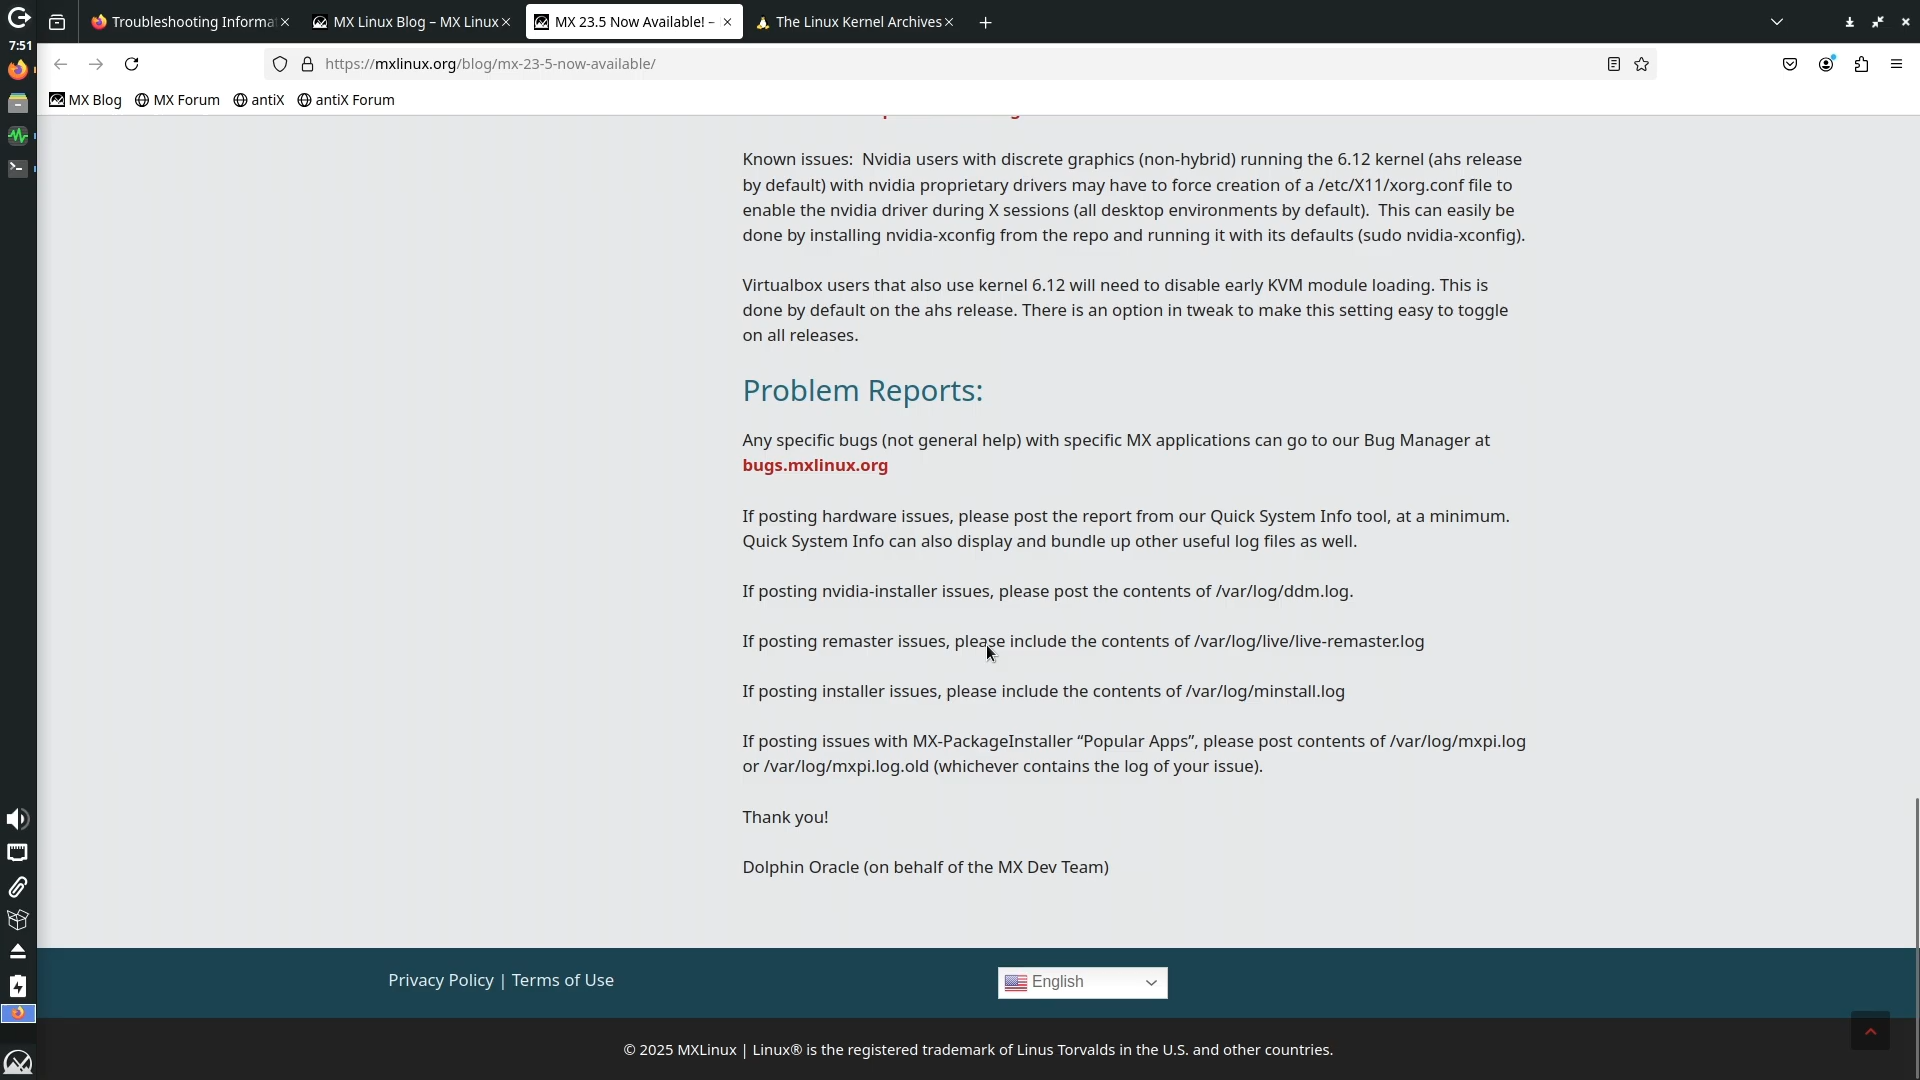 Troubleshooting Informa
MX Linux Blog – MX Linux
MX 23.5 Now Available! –
The Linux Kernel Archives
7:51
https://mxlinux.org/blog/mx-23-5-now-available/
MX Blog
MX Forum
antiX
antiX Forum
Known issues:  Nvidia users with discrete graphics (non-hybrid) running the 6.12 kernel (ahs release
by default) with nvidia proprietary drivers may have to force creation of a /etc/X11/xorg.conf file to
enable the nvidia driver during X sessions (all desktop environments by default).  This can easily be
done by installing nvidia-xconfig from the repo and running it with its defaults (sudo nvidia-xconfig).
Virtualbox users that also use kernel 6.12 will need to disable early KVM module loading. This is
done by default on the ahs release. There is an option in tweak to make this setting easy to toggle
on all releases.
Problem Reports:
Any specific bugs (not general help) with specific MX applications can go to our Bug Manager at
bugs.mxlinux.org
If posting hardware issues, please post the report from our Quick System Info tool, at a minimum.
Quick System Info can also display and bundle up other useful log files as well.
If posting nvidia-installer issues, please post the contents of /var/log/ddm.log.
If posting remaster issues, please include the contents of /var/log/live/live-remaster.log
If posting installer issues, please include the contents of /var/log/minstall.log
If posting issues with MX-PackageInstaller “Popular Apps”, please post contents of /var/log/mxpi.log
or /var/log/mxpi.log.old (whichever contains the log of your issue).
Thank you!
Dolphin Oracle (on behalf of the MX Dev Team)
Privacy Policy | Terms of Use
English
© 2025 MXLinux | Linux® is the registered trademark of Linus Torvalds in the U.S. and other countries.